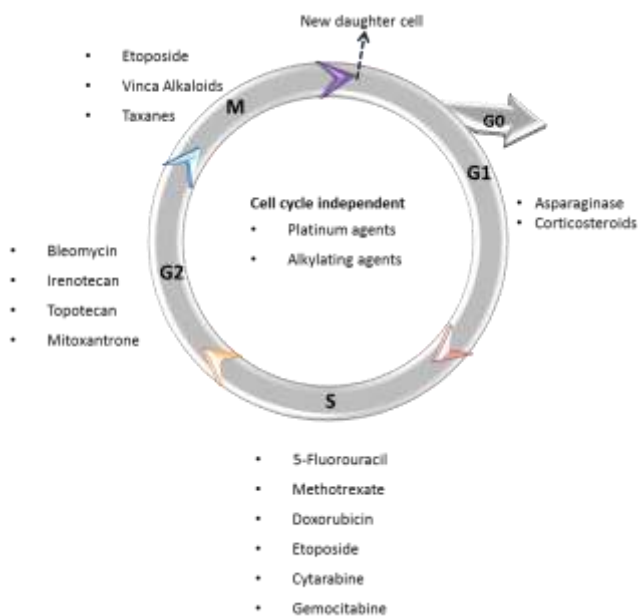 New daughter cell
• Etoposide
• Vinca Alkaloids
• Taxanes
M
G0
G1
Cell cycle independent
• Platinum agents
• Alkylating agents
• Asparaginase
• Corticosteroids
• Bleomycin
• Irenotecan
• Topotecan
• Mitoxantrone
G2
S
• 5-Fluorouracil
• Methotrexate
• Doxorubicin
• Etoposide
• Cytarabine
• Gemocitabine